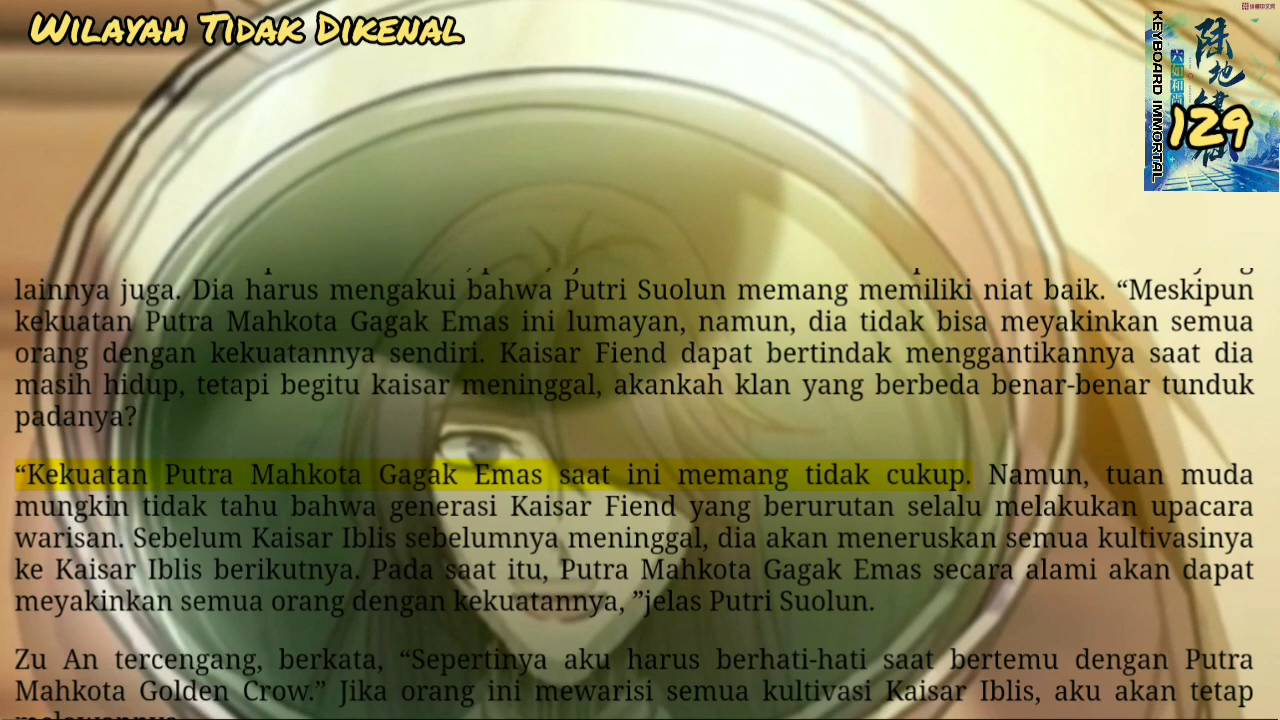 WILAYAH TIDAK DIKENAL
KEYBOARD IMMORTAL
129
lainnya juga. Dia harus mengakui bahwa Putri Suolun memang memiliki niat baik. “Meskipun
kekuatan Putra Mahkota Gagak Emas ini lumayan, namun, dia tidak bisa meyakinkan semua
orang dengan kekuatannya sendiri. Kaisar Fiend dapat bertindak menggantikannya saat dia
masih hidup, tetapi begitu kaisar meninggal, akankah klan yang berbeda benar-benar tunduk
padanya?
“Kekuatan Putra Mahkota Gagak Emas saat ini memang tidak cukup. Namun, tuan muda
mungkin tidak tahu bahwa generasi Kaisar Fiend yang berurutan selalu melakukan upacara
warisan. Sebelum Kaisar Iblis sebelumnya meninggal, dia akan meneruskan semua kultivasinya
ke Kaisar Iblis berikutnya. Pada saat itu, Putra Mahkota Gagak Emas secara alami akan dapat
meyakinkan semua orang dengan kekuatannya, ”jelas Putri Suolun.
Zu An tercengang, berkata, “Sepertinya aku harus berhati-hati saat bertemu dengan Putra
Mahkota Golden Crow.” Jika orang ini mewarisi semua kultivasi Kaisar Iblis, aku akan tetap